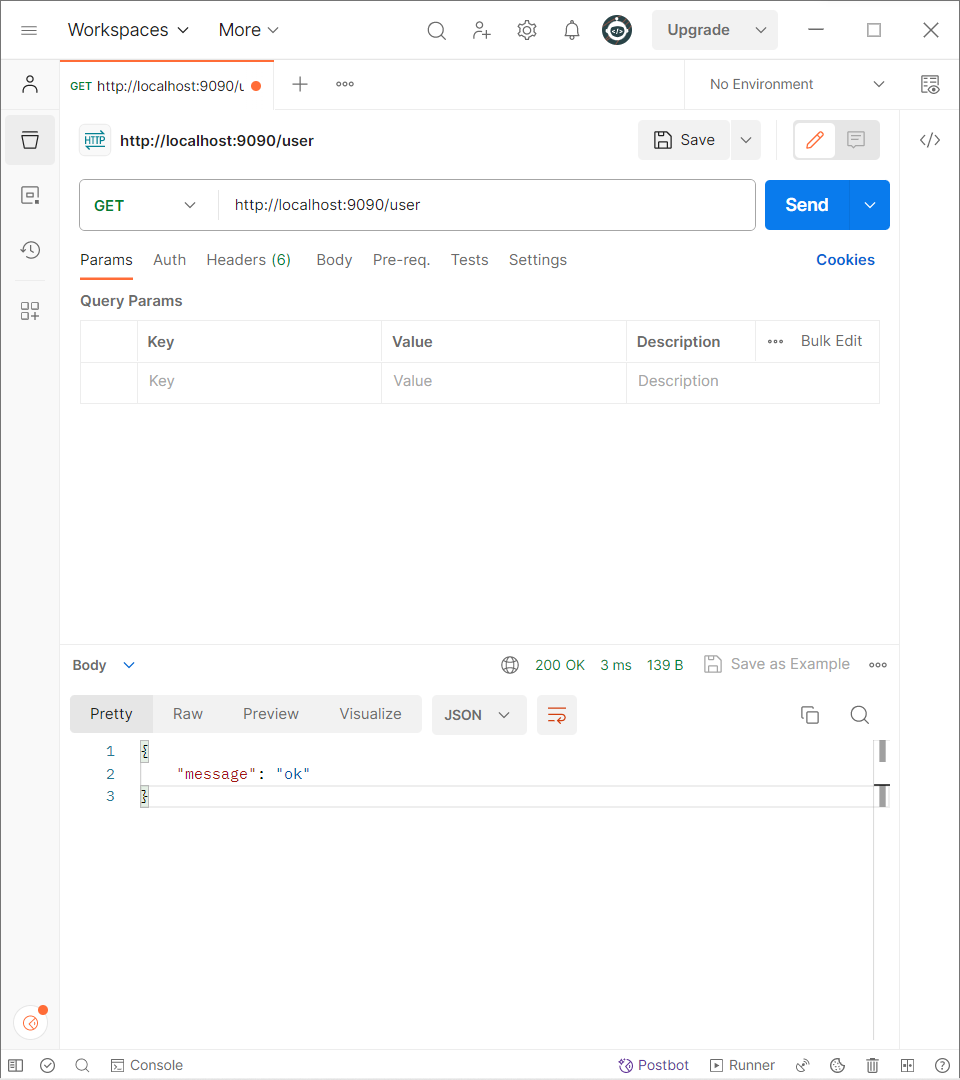 Workspaces More Upgrade
GET http://localhost:9090/u No Environment
HTTP http://localhost:9090/user Save
GET http://localhost:9090/user Send
Params Auth Headers (6) Body Pre-req. Tests Settings Cookies
Query Params
Key Value Description Bulk Edit
Key Value Description
Body 200 OK 3 ms 139 B Save as Example
Pretty Raw Preview Visualize JSON
1 {
2 "message": "ok"
3 }
Console Postbot Runner